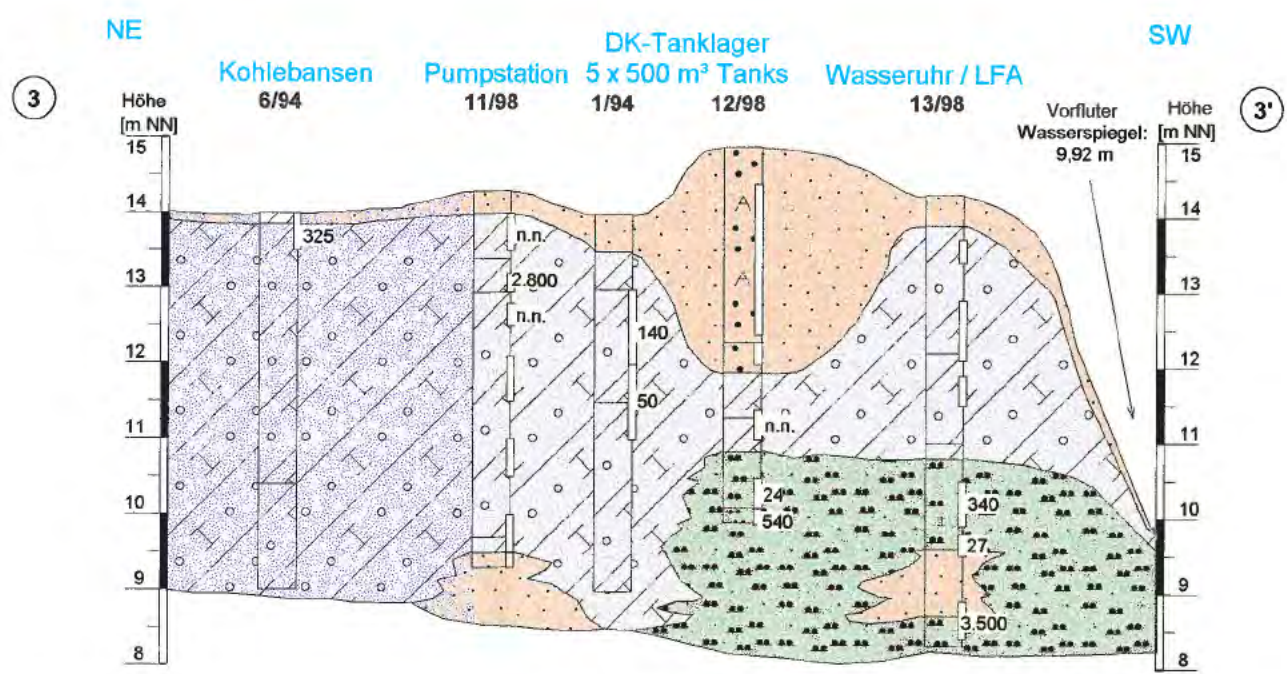 NE
SW
DK-Tanklager
Kohlebansen
Pumpstation
5 x 500 m³ Tanks
Wasseruhr / LFA
3
3'
Höhe
[m NN]
6/94
11/98
1/94
12/98
13/98
Vorfluter
Wasserspiegel:
9,92 m
Höhe
[m NN]
15
14
13
12
11
10
9
8
325
n.n.
2.800
n.n.
140
50
A
A
n.n.
24
540
340
27
3.500
15
14
13
12
11
10
9
8